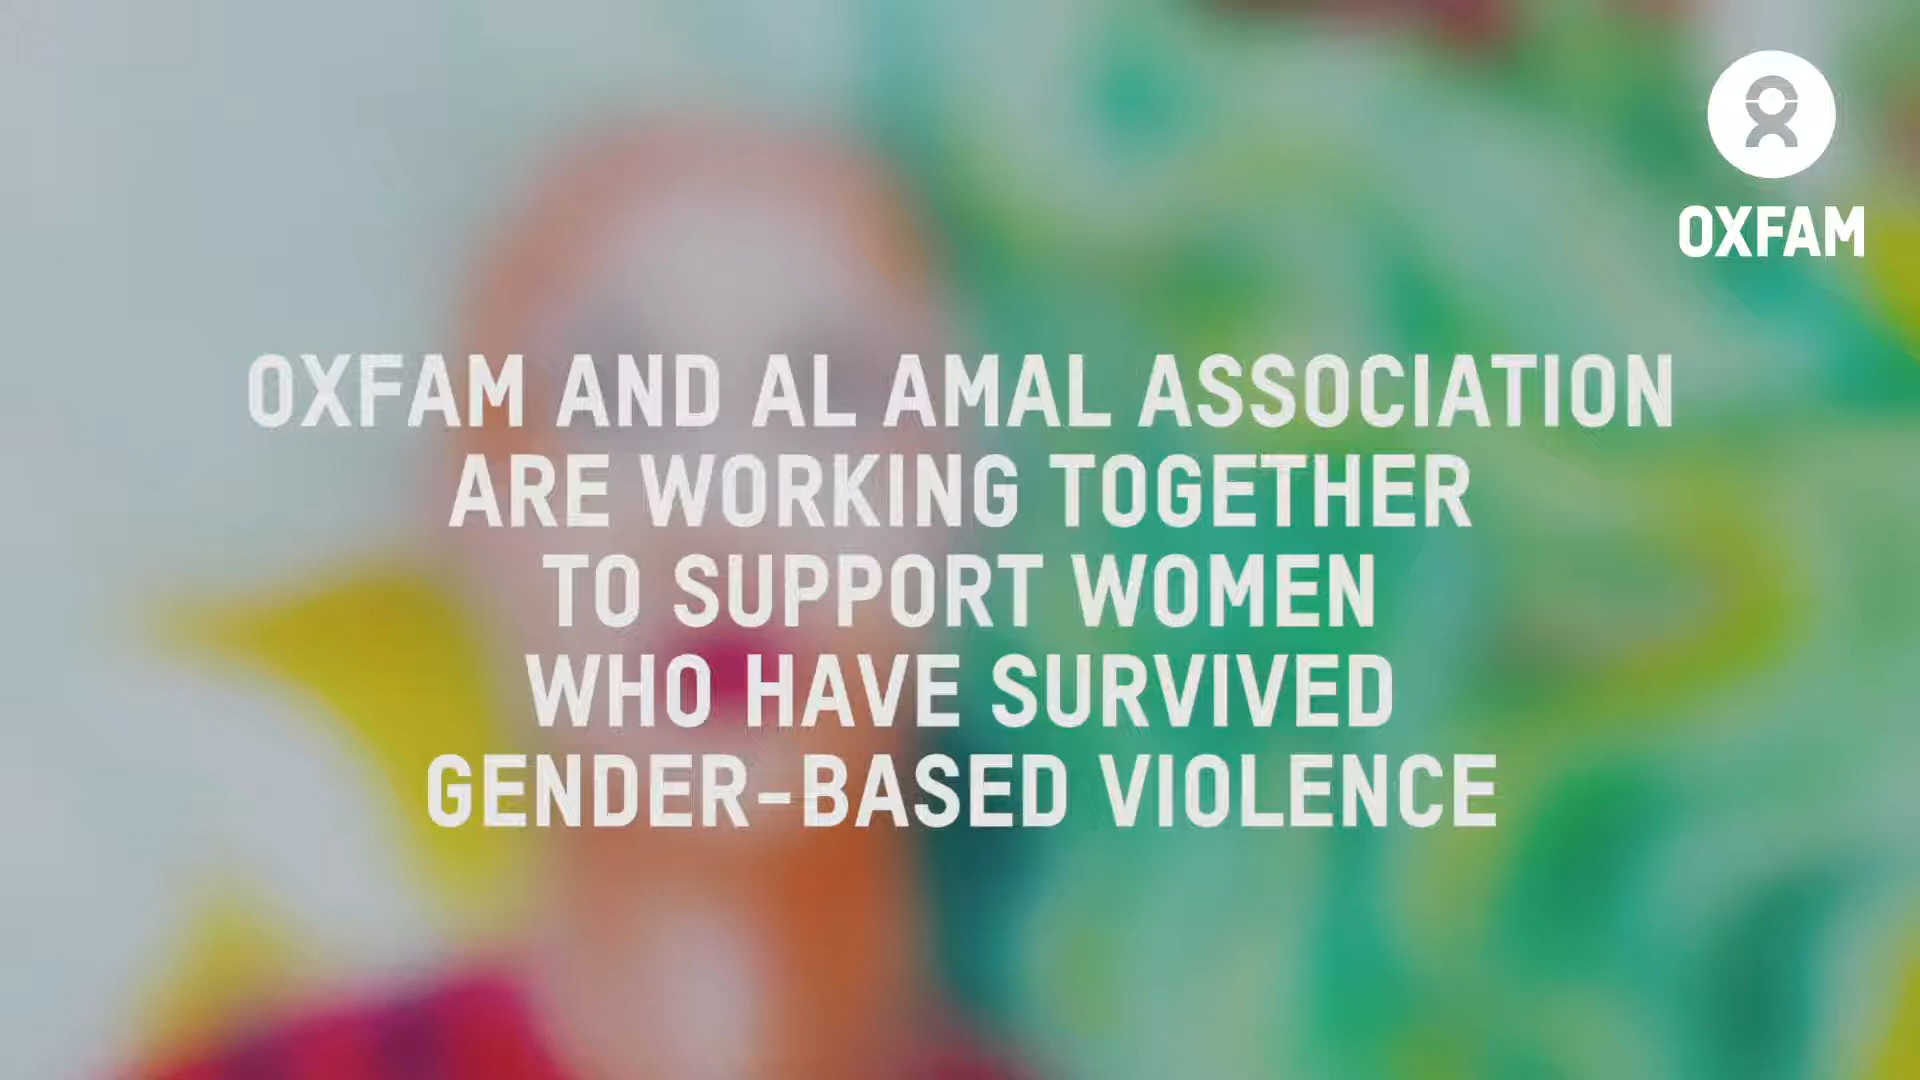 OXFAM
OXFAM AND AL AMAL ASSOCIATION
ARE WORKING TOGETHER
TO SUPPORT WOMEN
WHO HAVE SURVIVED
GENDER-BASED VIOLENCE